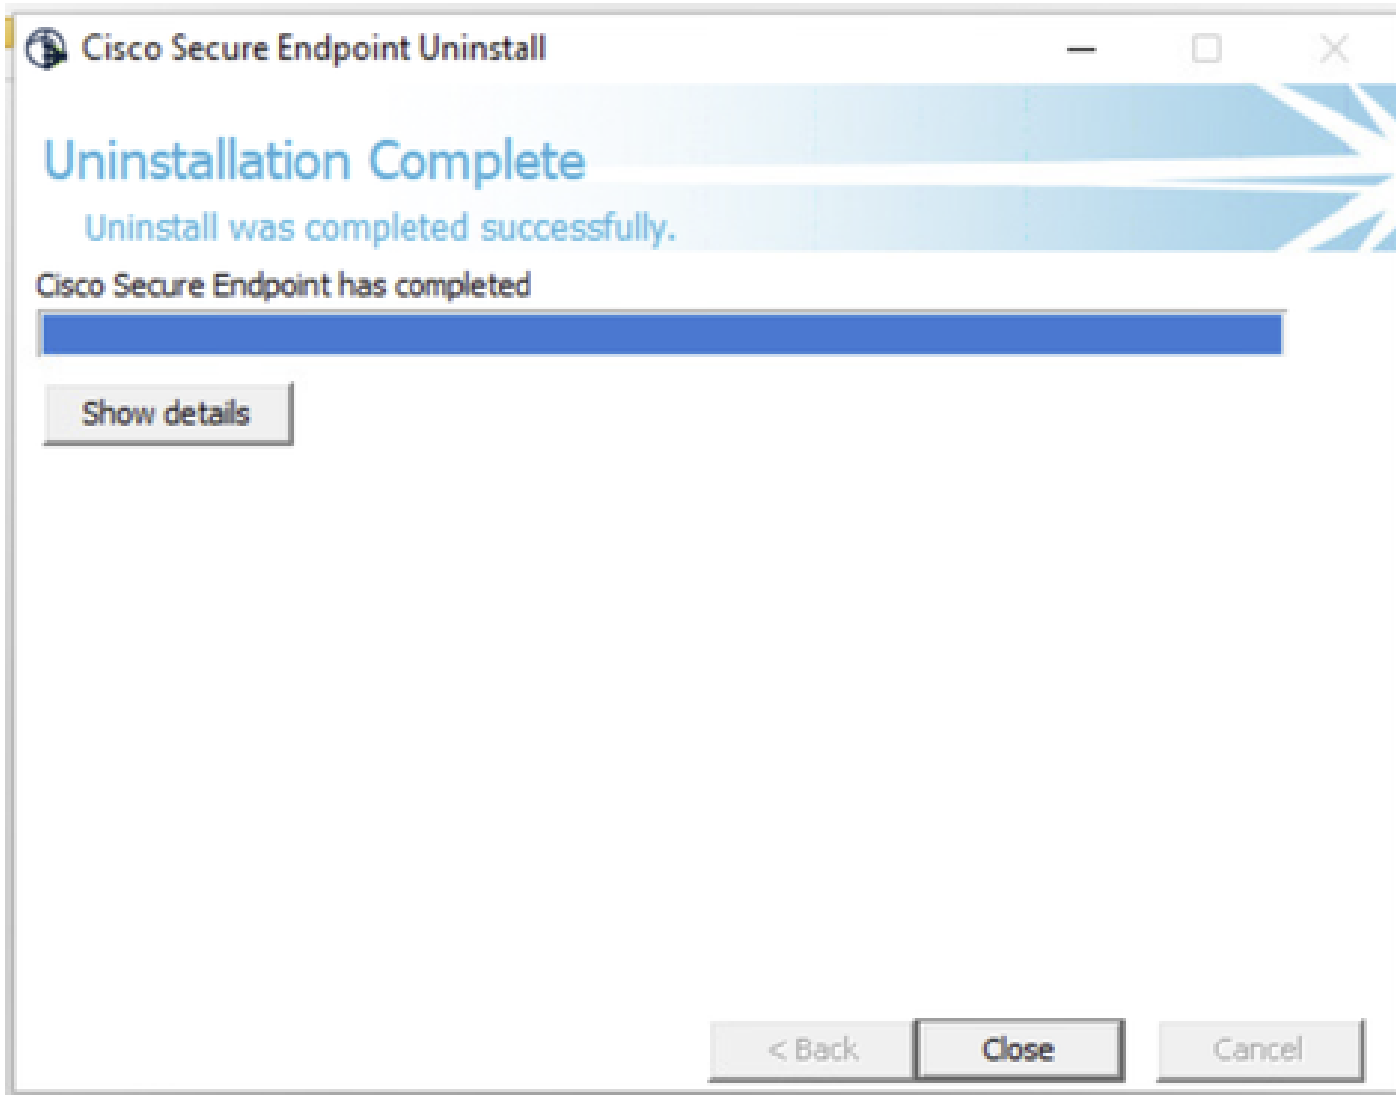 Cisco Secure Endpoint Uninstall
Uninstallation Complete
Uninstall was completed successfully.
Cisco Secure Endpoint has completed
Show details
< Back
Close
Cancel